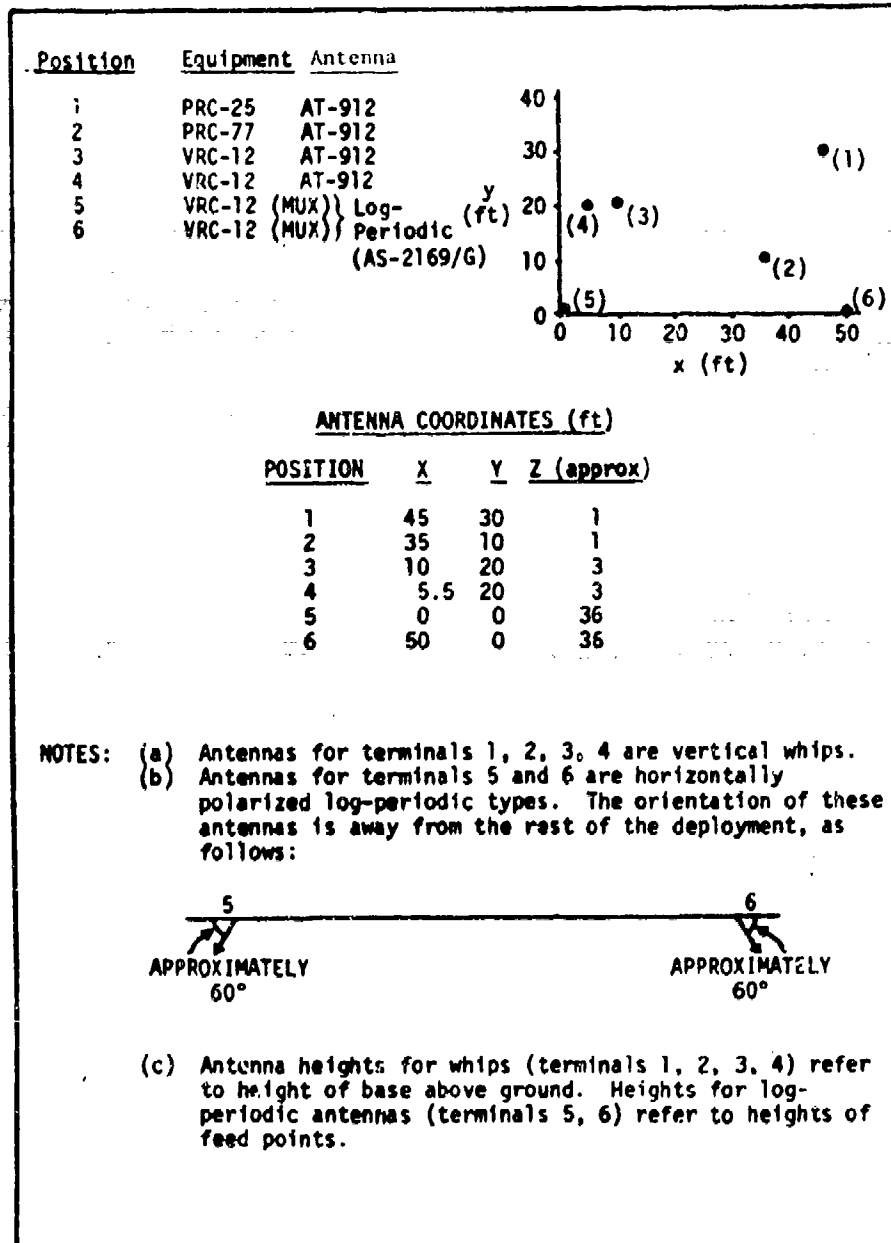 Position Equipment Antenna
1 PRC-25 AT-912
2 PRC-77 AT-912
3 VRC-12 AT-912
4 VRC-12 AT-912
5 VRC-12 (MUX)} Log-
6 VRC-12 (MUX)} Periodic
(AS-2169/G)
40
30
20
10
0
y
(ft)
(1)
(4)
(3)
(2)
(5)
(6)
0 10 20 30 40 50
x (ft)
ANTENNA COORDINATES (ft)
POSITION X Y Z (approx)
1 45 30 1
2 35 10 1
3 10 20 3
4 5.5 20 3
5 0 0 36
6 50 0 36
NOTES: (a) Antennas for terminals 1, 2, 3, 4 are vertical whips.
(b) Antennas for terminals 5 and 6 are horizontally
polarized log-periodic types. The orientation of these
antennas is away from the rest of the deployment, as
follows:
5 6
APPROXIMATELY APPROXIMATELY
60° 60°
(c) Antenna heights for whips (terminals 1, 2, 3, 4) refer
to height of base above ground. Heights for log-
periodic antennas (terminals 5, 6) refer to heights of
feed points.